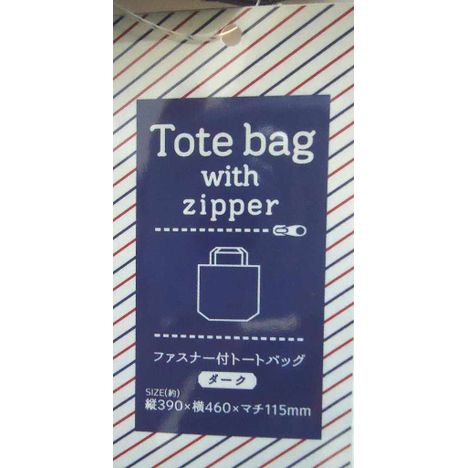 Tote bag
with
zipper
ファスナー付トートバッグ
ダーク
SIZE(約)
縦390×横460×マチ115mm